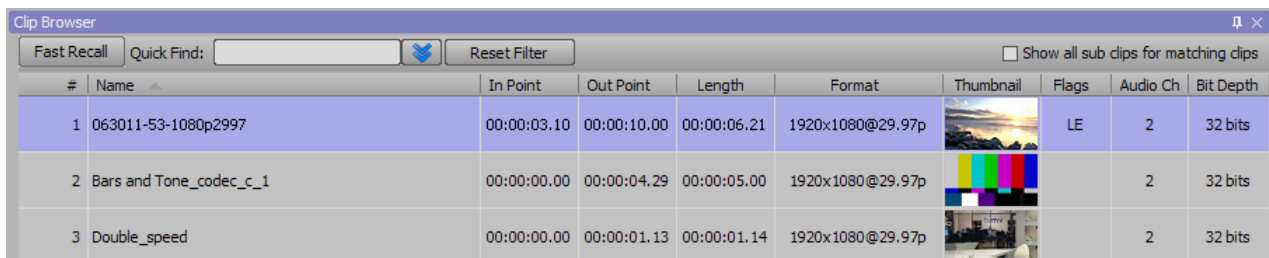 Clip Browser
Fast Recall Quick Find: Reset Filter Show all sub clips for matching clips
# Name In Point Out Point Length Format Thumbnail Flags Audio Ch Bit Depth
1 063011-53-1080p2997 00:00:03.10 00:00:10.00 00:00:06.21 1920x1080@29.97p LE 2 32 bits
2 Bars and Tone_codec_c_1 00:00:00.00 00:00:04.29 00:00:05.00 1920x1080@29.97p 2 32 bits
3 Double_speed 00:00:00.00 00:00:01.13 00:00:01.14 1920x1080@29.97p 2 32 bits